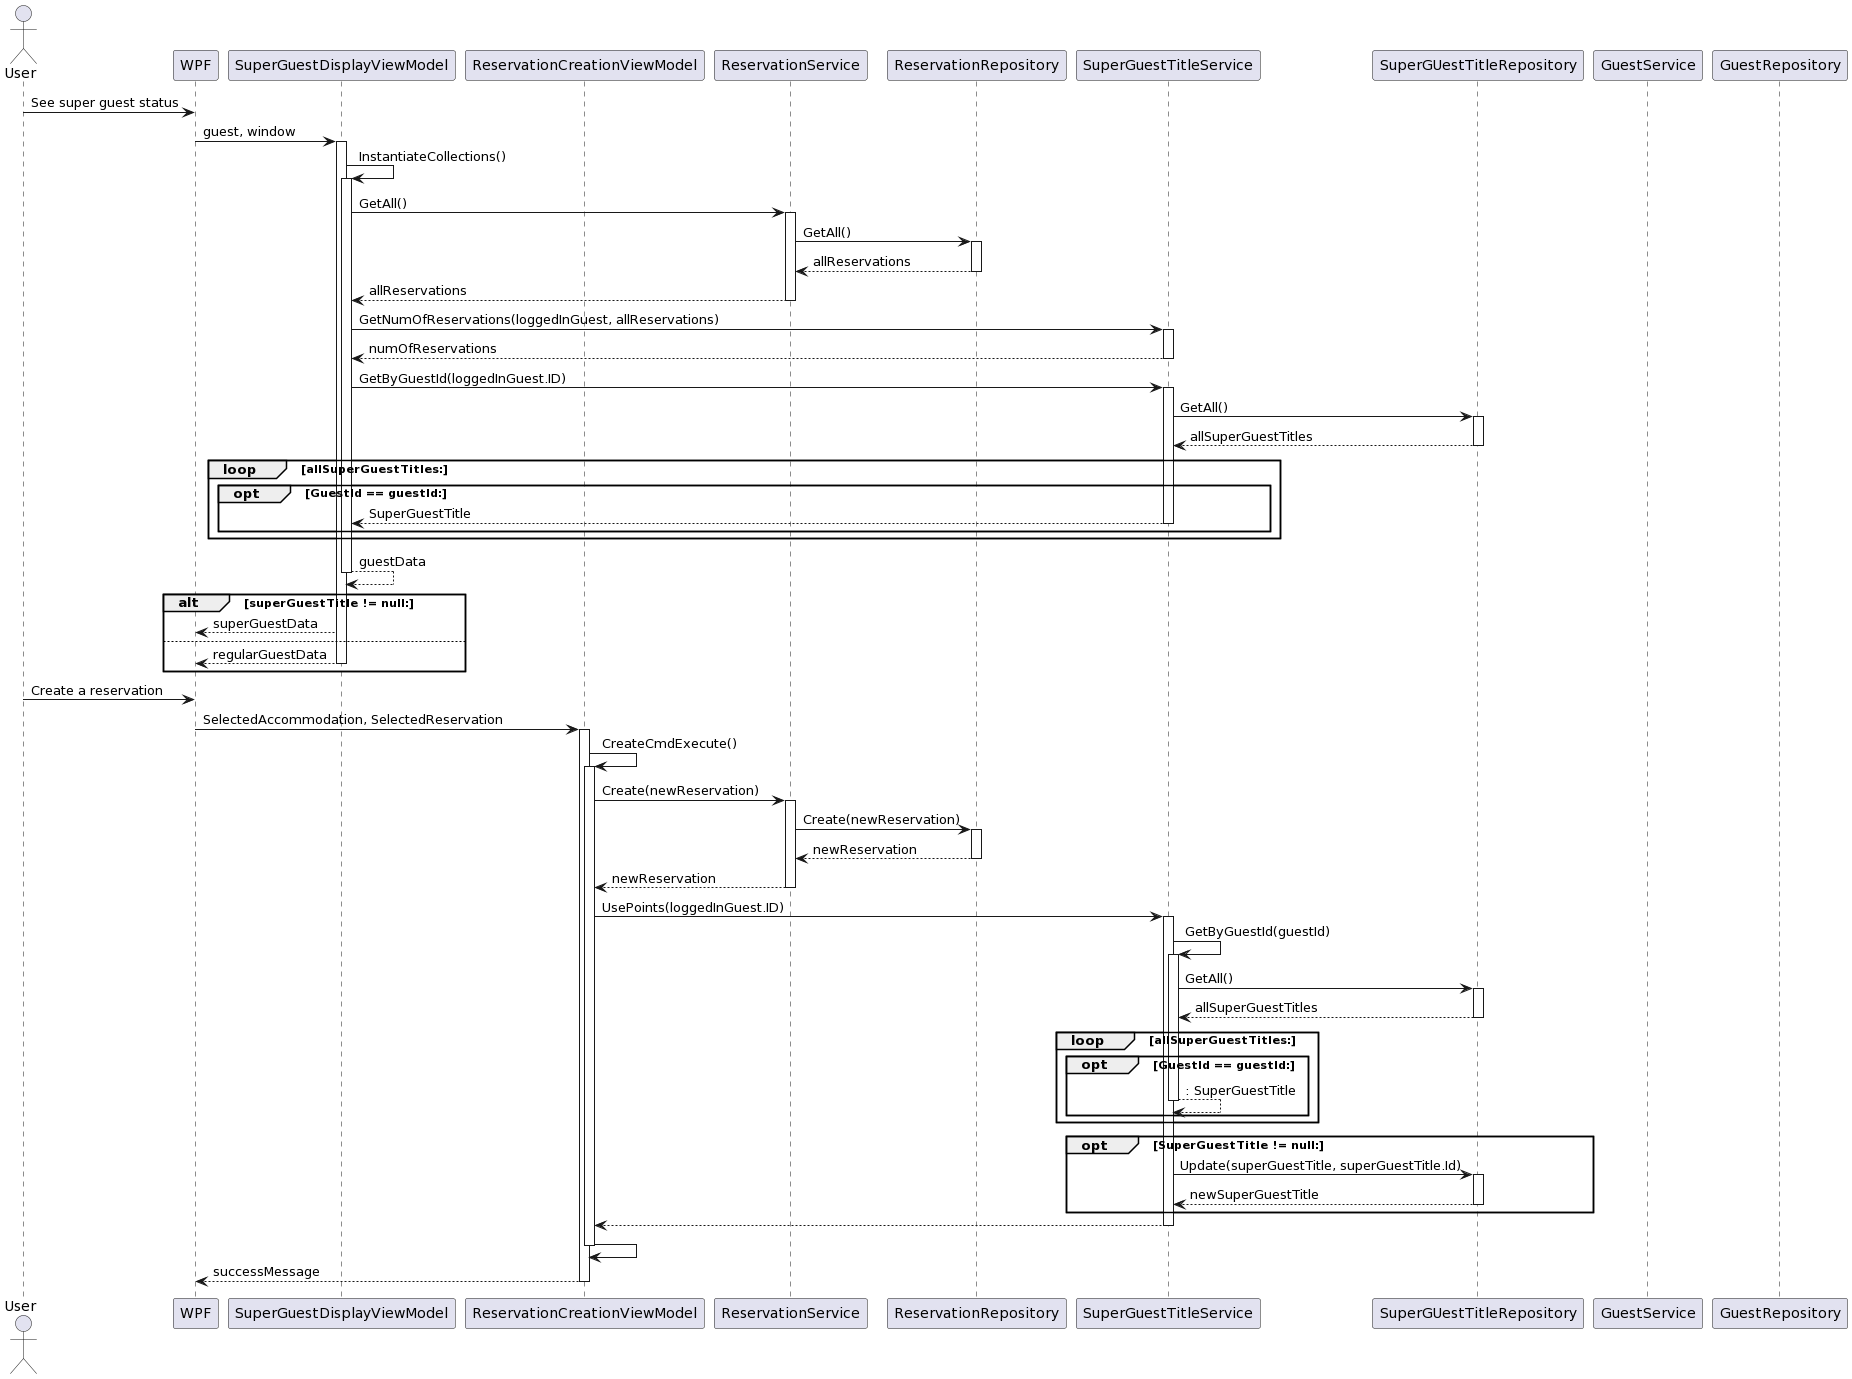 User
WPF
SuperGuestDisplayViewModel
ReservationCreationViewModel
ReservationService
ReservationRepository
SuperGuestTitleService
SuperGUestTitleRepository
GuestService
GuestRepository
See super guest status
guest, window
InstantiateCollections()
GetAll()
GetAll()
allReservations
allReservations
GetNumOfReservations(loggedInGuest, allReservations)
numOfReservations
GetByGuestId(loggedInGuest.ID)
GetAll()
allSuperGuestTitles
loop [allSuperGuestTitles:]
opt [GuestId == guestId:]
SuperGuestTitle
guestData
alt [superGuestTitle != null:]
superGuestData
regularGuestData
Create a reservation
SelectedAccommodation, SelectedReservation
CreateCmdExecute()
Create(newReservation)
Create(newReservation)
newReservation
newReservation
UsePoints(loggedInGuest.ID)
GetByGuestId(guestId)
GetAll()
allSuperGuestTitles
loop [allSuperGuestTitles:]
opt [GuestId == guestId:]
: SuperGuestTitle
opt [SuperGuestTitle != null:]
Update(superGuestTitle, superGuestTitle.Id)
newSuperGuestTitle
successMessage
User
WPF
SuperGuestDisplayViewModel
ReservationCreationViewModel
ReservationService
ReservationRepository
SuperGuestTitleService
SuperGUestTitleRepository
GuestService
GuestRepository